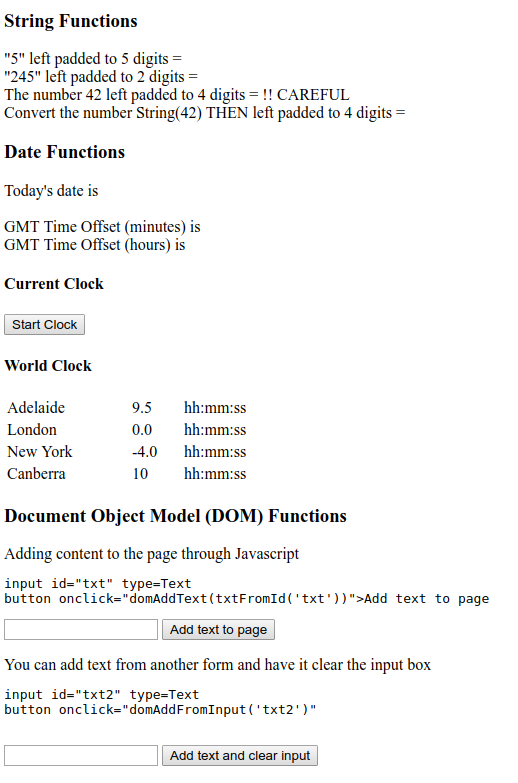 String Functions
"5" left padded to 5 digits =
"245" left padded to 2 digits =
The number 42 left padded to 4 digits = !! CAREFUL
Convert the number String(42) THEN left padded to 4 digits =
Date Functions
Today's date is
GMT Time Offset (minutes) is
GMT Time Offset (hours) is
Current Clock
Start Clock
World Clock
Adelaide 9.5 hh:mm:ss
London 0.0 hh:mm:ss
New York -4.0 hh:mm:ss
Canberra 10 hh:mm:ss
Document Object Model (DOM) Functions
Adding content to the page through Javascript
input id="txt" type=Text
button onclick="domAddText(txtFromId('txt'))">Add text to page
Add text to page
You can add text from another form and have it clear the input box
input id="txt2" type=Text
button onclick="domAddFromInput('txt2')"
Add text and clear input